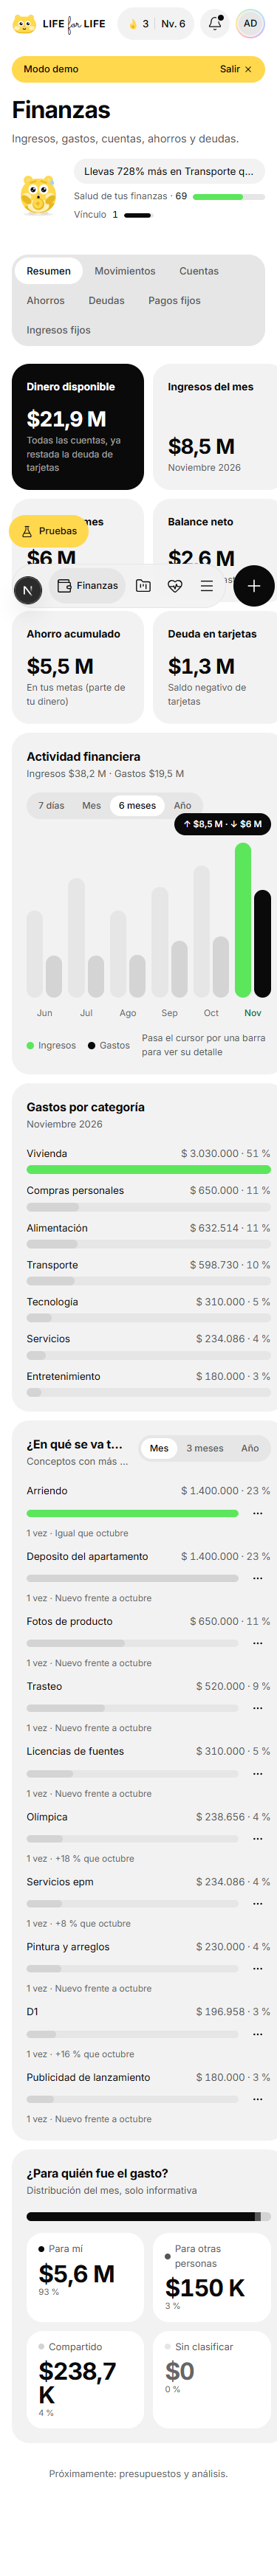 LIFE for LIFE
3
Nv. 6
AD
Modo demo
Salir ×
Finanzas
Ingresos, gastos, cuentas, ahorros y deudas.
Llevas 728% más en Transporte q...
Salud de tus finanzas · 69
Vínculo 1
Resumen
Movimientos
Cuentas
Ahorros
Deudas
Pagos fijos
Ingresos fijos
Dinero disponible
$21,9 M
Todas las cuentas, ya
restada la deuda de
tarjetas
Ingresos del mes
$8,5 M
Noviembre 2026
Pruebas
mes
$6 M
Balance neto
$2,6 M
N
Finanzas
Ahorro acumulado
$5,5 M
En tus metas (parte de
tu dinero)
Deuda en tarjetas
$1,3 M
Saldo negativo de
tarjetas
Actividad financiera
Ingresos $38,2 M · Gastos $19,5 M
7 días
Mes
6 meses
Año
↑ $8,5 M · ↓ $6 M
Jun
Jul
Ago
Sep
Oct
Nov
Ingresos
Gastos
Pasa el cursor por una barra
para ver su detalle
Gastos por categoría
Noviembre 2026
Vivienda
$ 3.030.000 · 51 %
Compras personales
$ 650.000 · 11 %
Alimentación
$ 632.514 · 11 %
Transporte
$ 598.730 · 10 %
Tecnología
$ 310.000 · 5 %
Servicios
$ 234.086 · 4 %
Entretenimiento
$ 180.000 · 3 %
¿En qué se va t...
Conceptos con más ...
Mes
3 meses
Año
Arriendo
$ 1.400.000 · 23 %
1 vez · Igual que octubre
Deposito del apartamento
$ 1.400.000 · 23 %
1 vez · Nuevo frente a octubre
Fotos de producto
$ 650.000 · 11 %
1 vez · Nuevo frente a octubre
Trasteo
$ 520.000 · 9 %
1 vez · Nuevo frente a octubre
Licencias de fuentes
$ 310.000 · 5 %
1 vez · Nuevo frente a octubre
Olímpica
$ 238.656 · 4 %
1 vez · +18 % que octubre
Servicios epm
$ 234.086 · 4 %
1 vez · +8 % que octubre
Pintura y arreglos
$ 230.000 · 4 %
1 vez · Nuevo frente a octubre
D1
$ 196.958 · 3 %
1 vez · +16 % que octubre
Publicidad de lanzamiento
$ 180.000 · 3 %
1 vez · Nuevo frente a octubre
¿Para quién fue el gasto?
Distribución del mes, solo informativa
Para mí
$5,6 M
93 %
Para otras
personas
$150 K
3 %
Compartido
$238,7
K
4 %
Sin clasificar
$0
0 %
Próximamente: presupuestos y análisis.